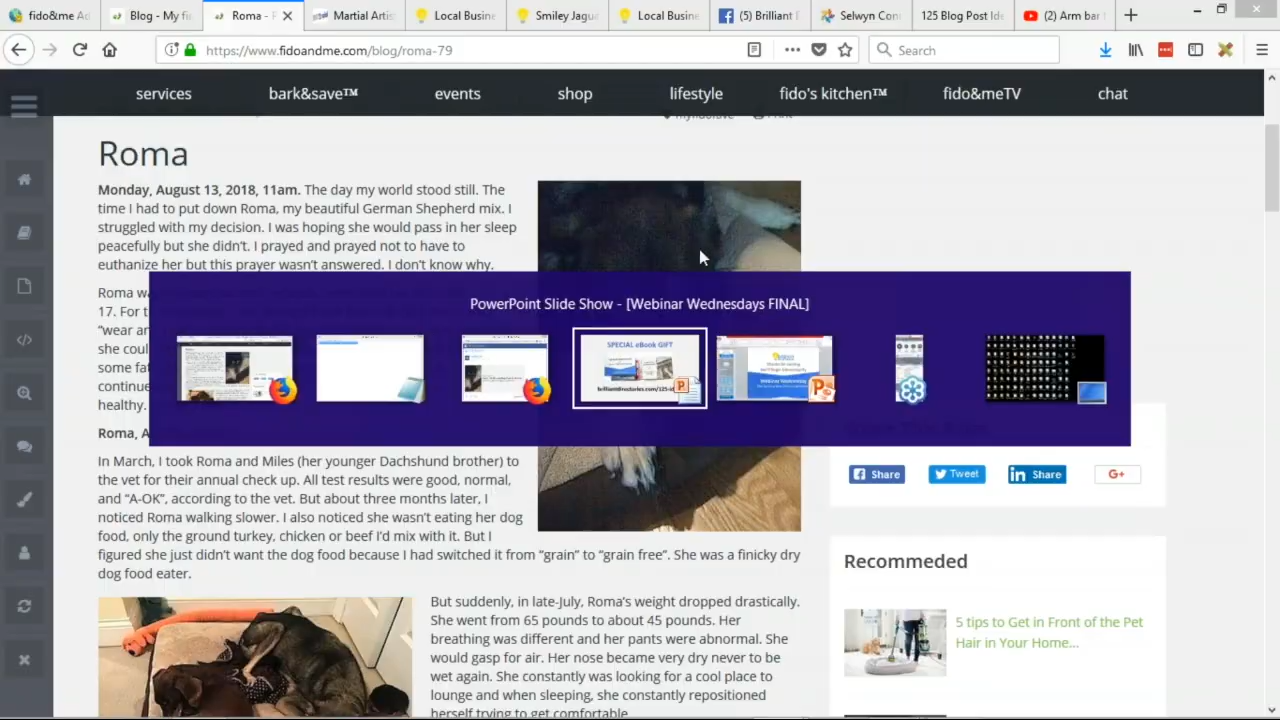 fido&me Ad
Blog - My fi
Roma - F
Martial Artis
Local Busine
Smiley Jagua
Local Busine
(5) Brilliant
Selwyn Con
125 Blog Post Ide
(2) Arm bar
https://www.fidoandme.com/blog/roma-79
Search
services bark&save™ events shop lifestyle fido's kitchen™ fido&meTV chat
Roma
Monday, August 13, 2018, 11am. The day my world stood still. The
time I had to put down Roma, my beautiful German Shepherd mix. I
struggled with my decision. I was hoping she would pass in her sleep
peacefully but she didn't. I prayed and prayed not to have to
euthanize her but this prayer wasn't answered. I don't know why.
Roma wa
17. For t
"wear an
she coul
some fat
continue
healthy.
Roma, A
PowerPoint Slide Show - [Webinar Wednesdays FINAL]
SPECIAL eBook GIFT
Webinar Wednesday
In March, I took Roma and Miles (her younger Dachshund brother) to
the vet for their annual check up. All test results were good, normal,
and "A-OK", according to the vet. But about three months later, I
noticed Roma walking slower. I also noticed she wasn't eating her dog
food, only the ground turkey, chicken or beef I'd mix with it. But I
figured she just didn't want the dog food because I had switched it from "grain" to "grain free". She was a finicky dry
dog food eater.
But suddenly, in late-July, Roma's weight dropped drastically.
She went from 65 pounds to about 45 pounds. Her
breathing was different and her pants were abnormal. She
would gasp for air. Her nose became very dry never to be
wet again. She constantly was looking for a cool place to
lounge and when sleeping, she constantly repositioned
herself trying to get comfortable.
Share Tweet Share G+
Recommeded
5 tips to Get in Front of the Pet
Hair in Your Home...